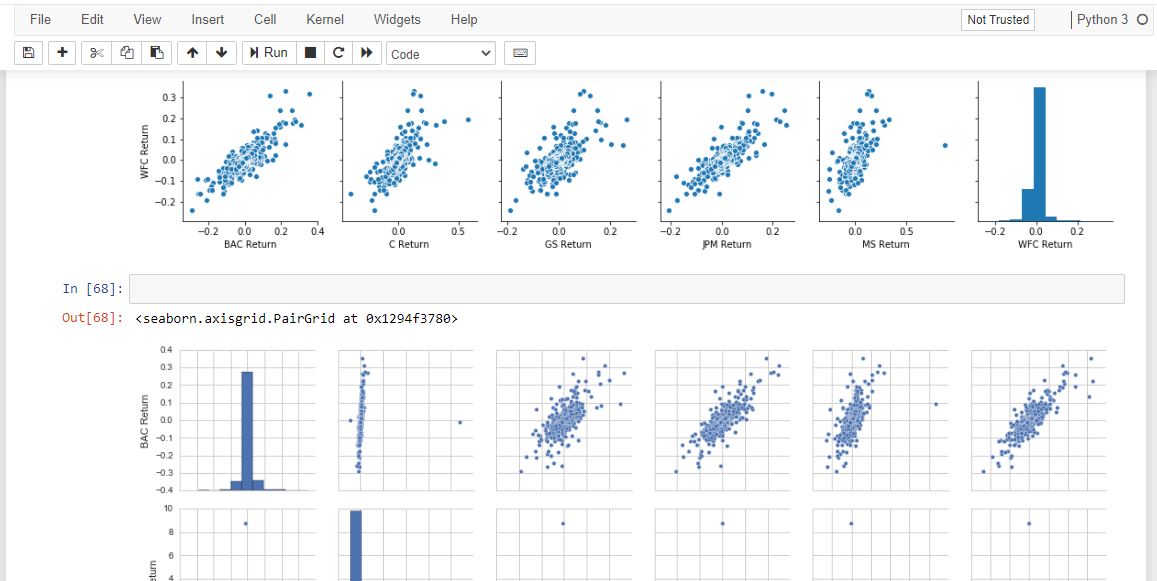 File Edit View Insert Cell Kernel Widgets Help Not Trusted Python 3
Run Code
WFC Return
0.3
0.2
0.1
0.0
−0.1
−0.2
−0.2 0.0 0.2 0.4 0.0 0.5 −0.2 0.0 0.2 −0.2 0.0 0.2 0.0 0.5 −0.2 0.0 0.2
BAC Return C Return GS Return JPM Return MS Return WFC Return
In [68]:
Out[68]: <seaborn.axisgrid.PairGrid at 0x1294f3780>
BAC Return
0.4
0.3
0.2
0.1
0.0
−0.1
−0.2
−0.3
−0.4
10
8
6
4